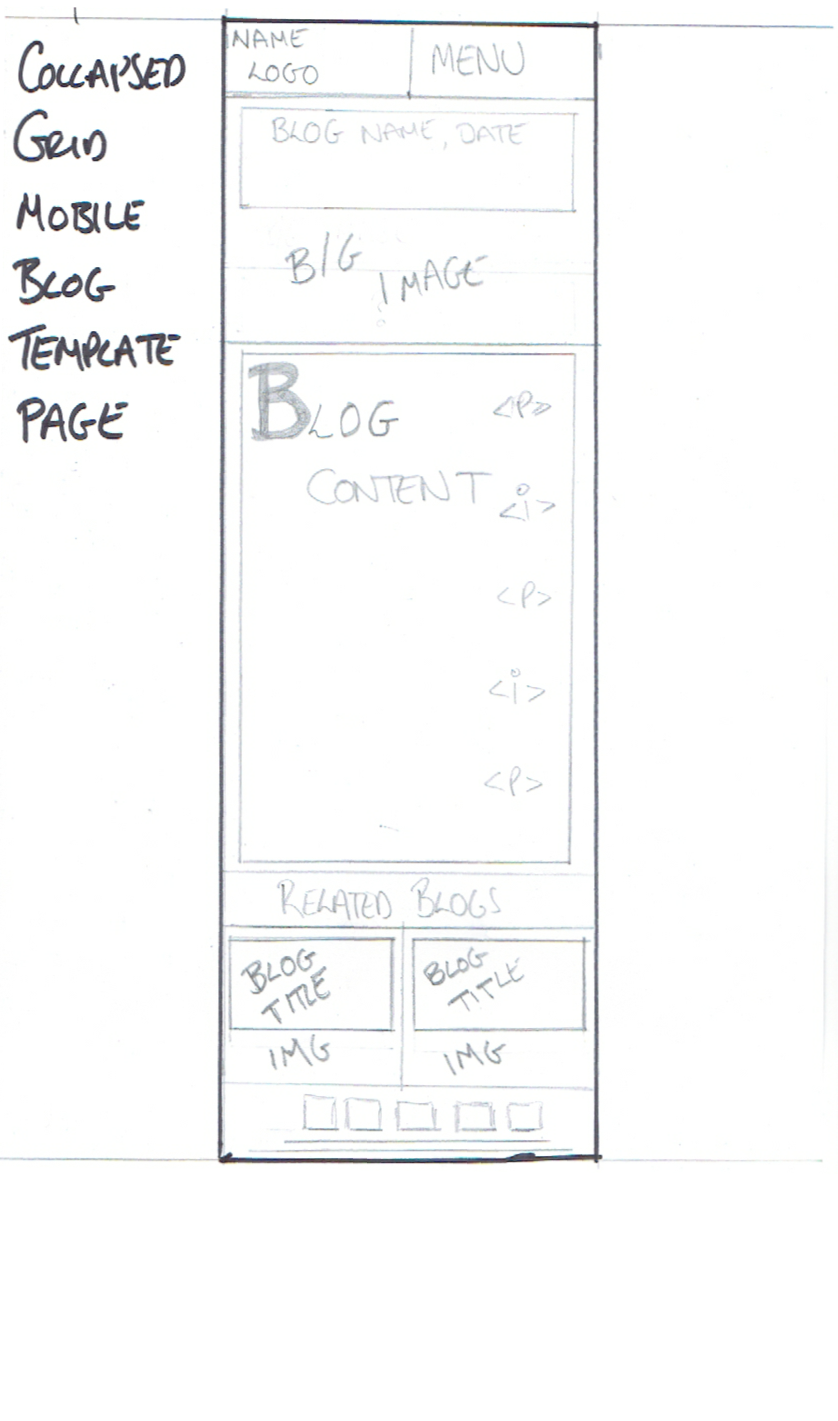 COLLAPSED
GRID
MOBILE
BLOG
TEMPLATE
PAGE
NAME
LOGO
MENU
BLOG NAME, DATE
BIG IMAGE
BLOG <P>
CONTENT <i>
<P>
<i>
<P>
RELATED BLOGS
BLOG
TITLE
IMG
BLOG
TITLE
IMG